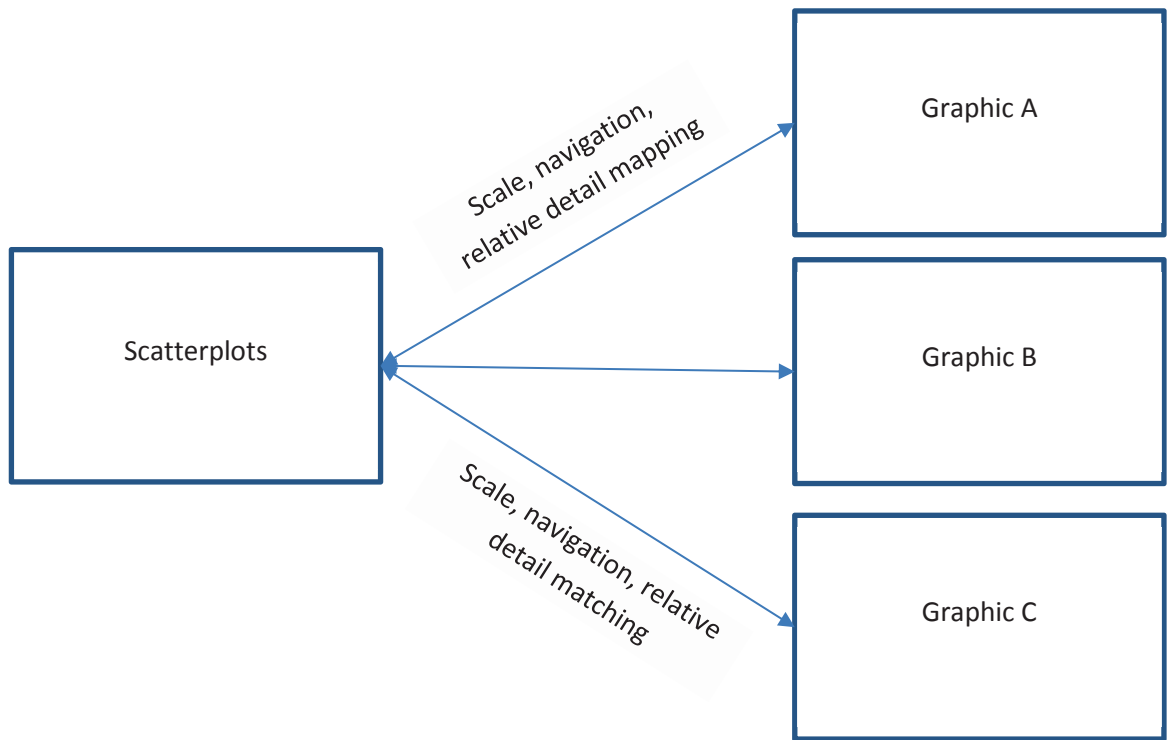 Graphic A
Scale, navigation,
relative detail mapping
Scatterplots
Graphic B
Scale, navigation, relative
detail matching
Graphic C